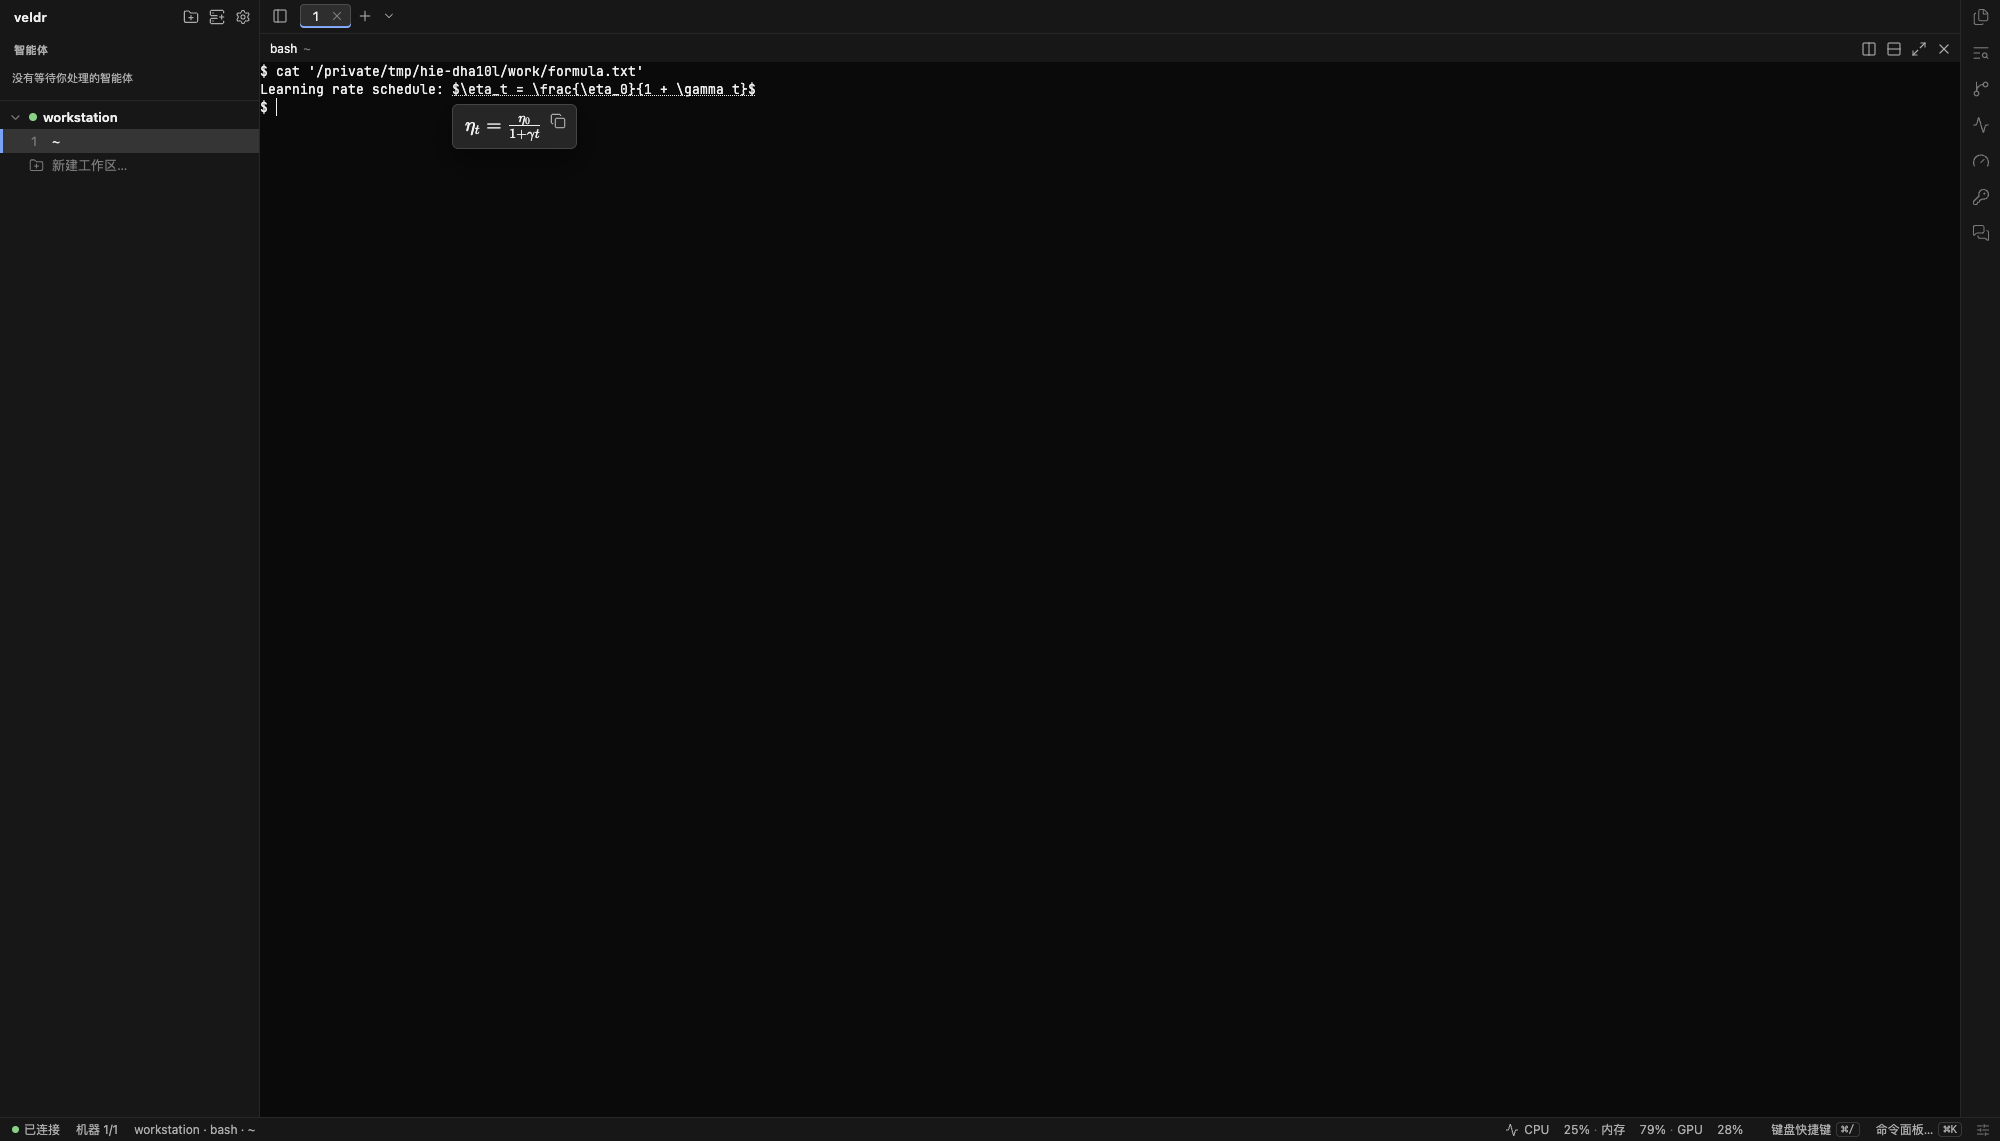 veldr
智能体
没有等待你处理的智能体
workstation
1 ~
新建工作区...
1
bash ~
$ cat '/private/tmp/hie-dha10l/work/formula.txt'
Learning rate schedule: $\eta_t = \frac{\eta_0}{1 + \gamma t}$
$
η_t = η_0/(1+γt)
已连接 机器 1/1 workstation · bash · ~
CPU 25% · 内存 79% · GPU 28% 键盘快捷键 ⌘/ 命令面板... ⌘K